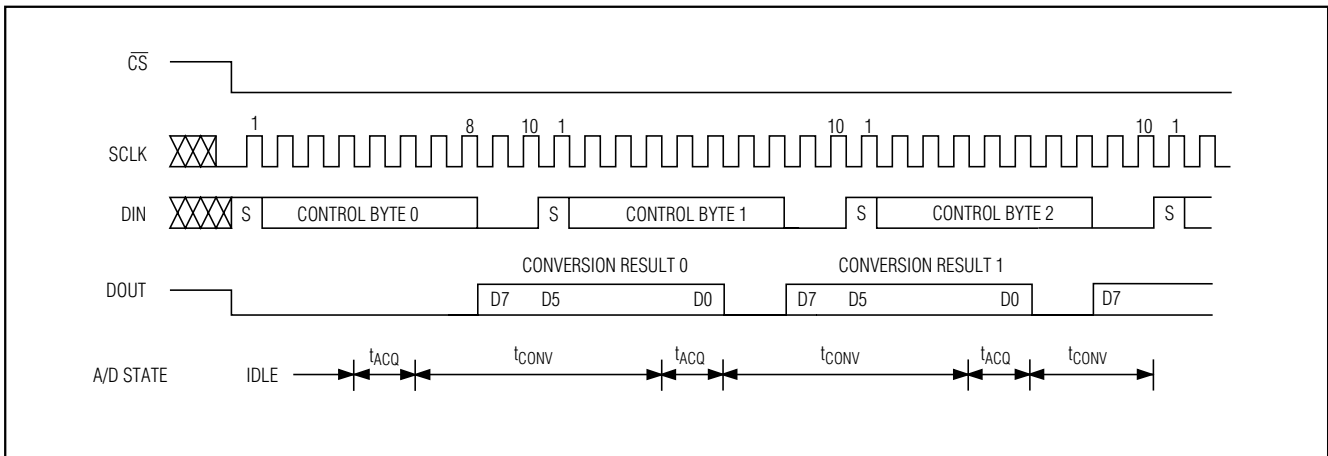 CS
1 8 10 1 10 1 10 1
SCLK
DIN S CONTROL BYTE 0 S CONTROL BYTE 1 S CONTROL BYTE 2 S
CONVERSION RESULT 0 CONVERSION RESULT 1
DOUT D7 D5 D0 D7 D5 D0 D7
tACQ tCONV tACQ tCONV tACQ tCONV
A/D STATE IDLE